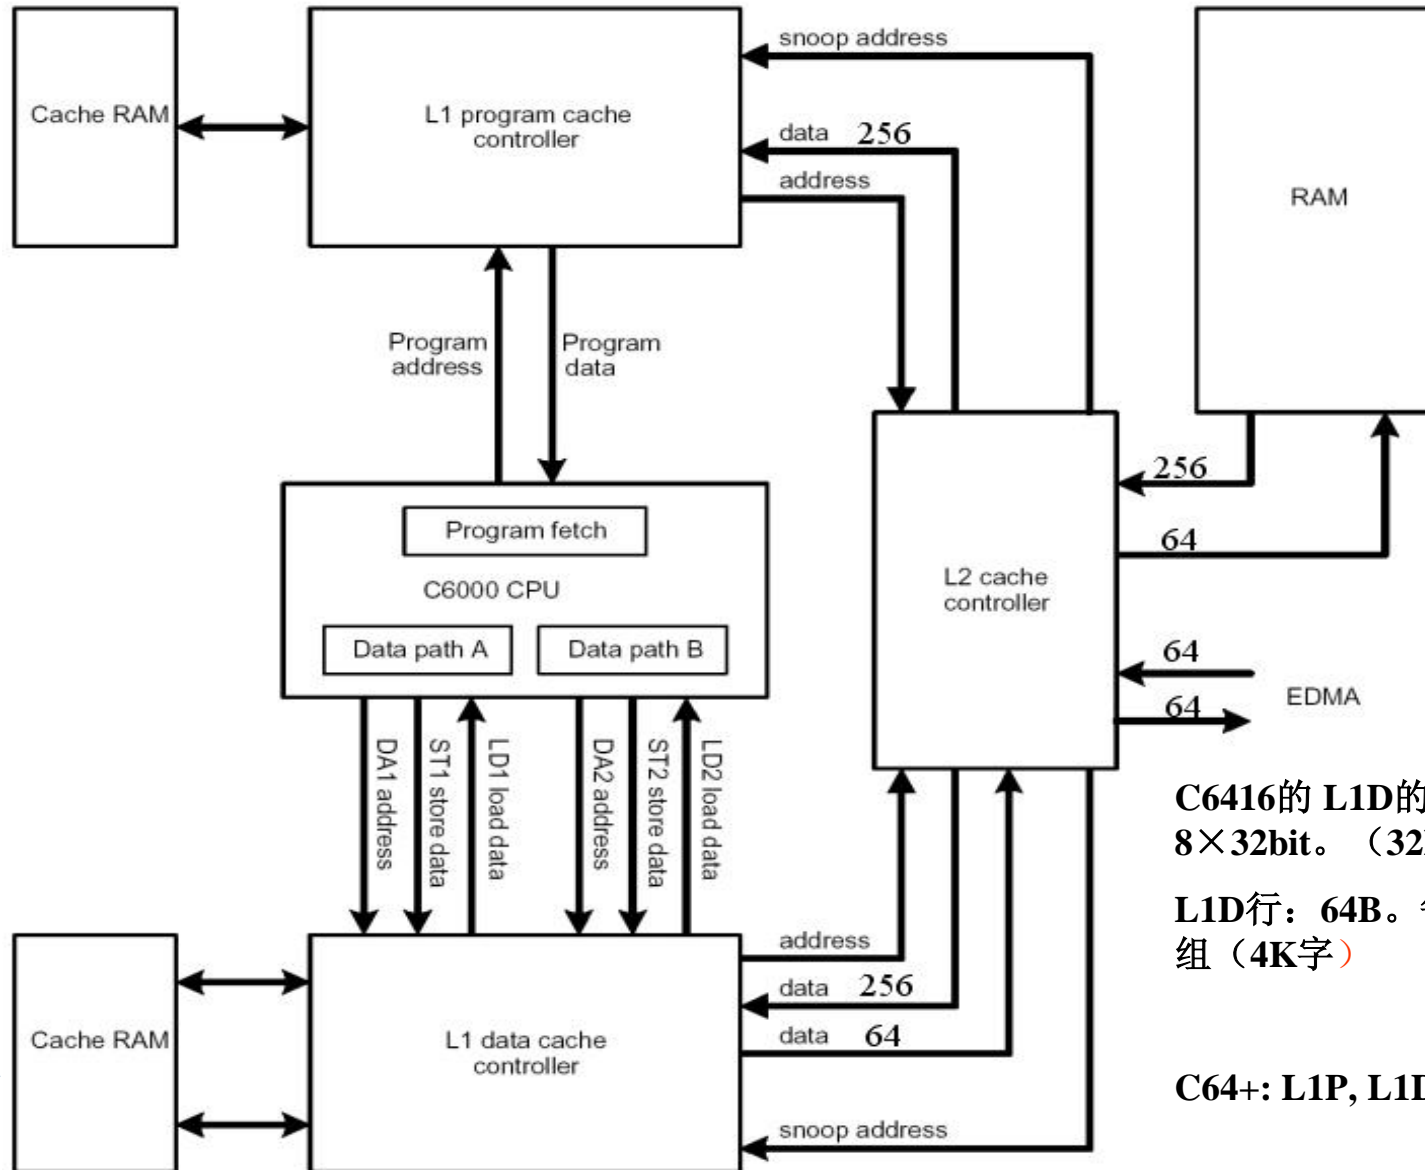 Cache RAM
L1 program cache
controller
snoop address
data 256
address
RAM
Program
address
Program
data
Program fetch
C6000 CPU
Data path A
Data path B
256
64
L2 cache
controller
64
64
EDMA
DA1 address
ST1 store data
LD1 load data
DA2 address
ST2 store data
LD2 load data
Cache RAM
L1 data cache
controller
address
data 256
data 64
snoop address
C6416的 L1D的
8×32bit。（32
L1D行：64B。
组（4K字）
C64+: L1P, L1D